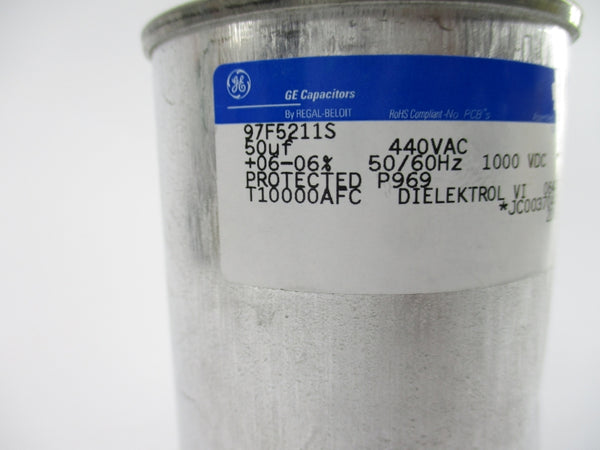 GE
GE Capacitors
By REGAL-BELOIT RoHS Compliant-No PCB's
97F5211S
50uf 440VAC
+06-06% 50/60Hz 1000 VDC
PROTECTED P969
T10000AFC DIELEKTROL VI
*JC0037